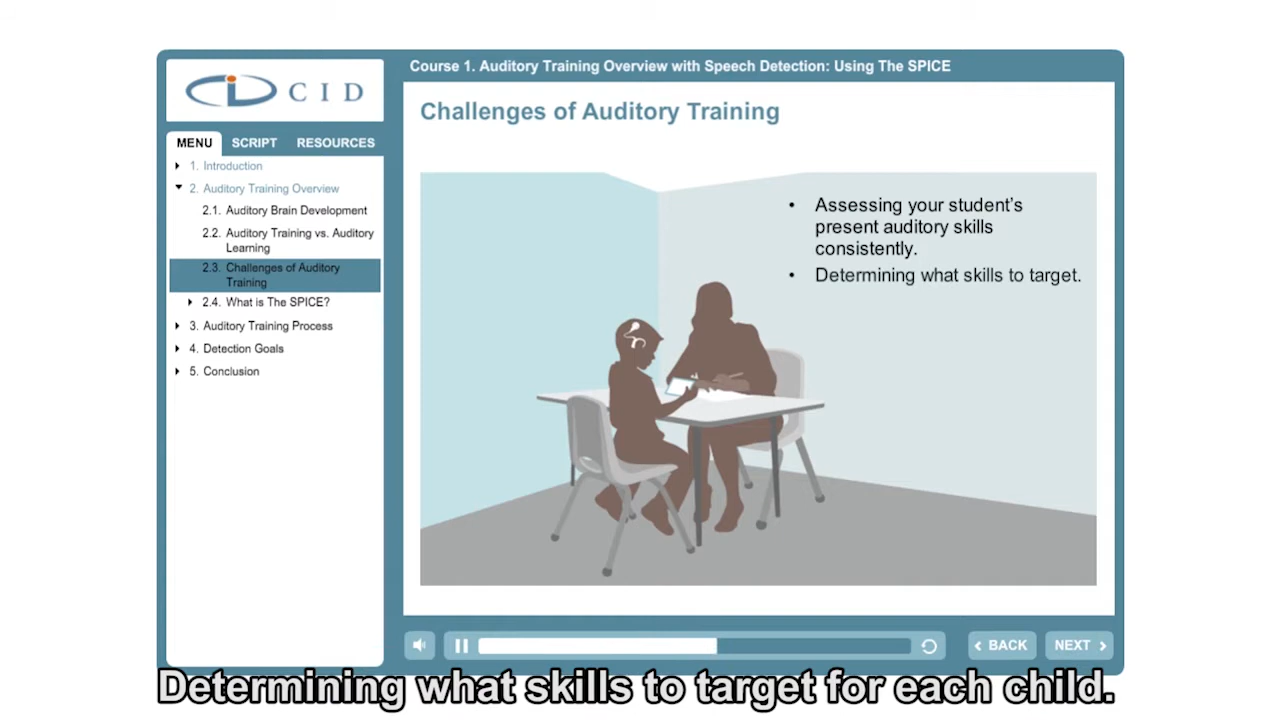 CID
Course 1. Auditory Training Overview with Speech Detection: Using The SPICE
MENU SCRIPT RESOURCES
1. Introduction
2. Auditory Training Overview
2.1. Auditory Brain Development
2.2. Auditory Training vs. Auditory
Learning
2.3. Challenges of Auditory
Training
2.4. What is The SPICE?
3. Auditory Training Process
4. Detection Goals
5. Conclusion
Challenges of Auditory Training
• Assessing your student's
present auditory skills
consistently.
• Determining what skills to target.
BACK NEXT
Determining what skills to target for each child.